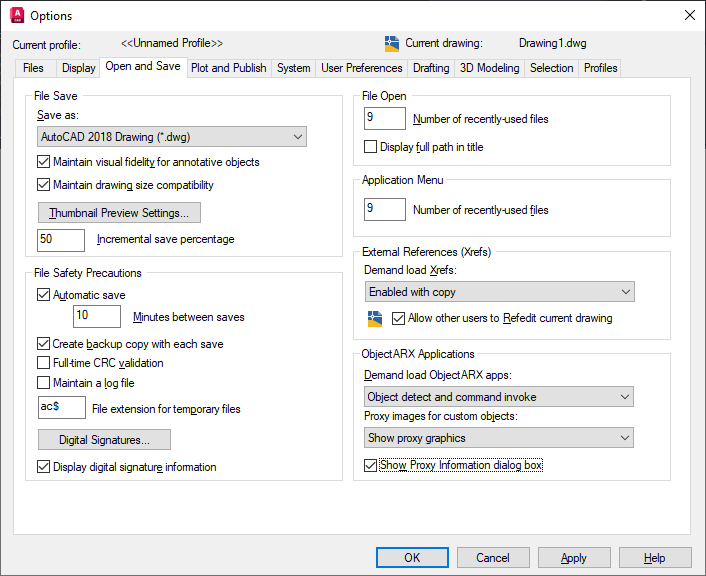 Options
Current profile: <<Unnamed Profile>> Current drawing: Drawing1.dwg
Files Display Open and Save Plot and Publish System User Preferences Drafting 3D Modeling Selection Profiles
File Save
Save as:
AutoCAD 2018 Drawing (*.dwg)
Maintain visual fidelity for annotative objects
Maintain drawing size compatibility
Thumbnail Preview Settings...
50 Incremental save percentage
File Safety Precautions
Automatic save
10 Minutes between saves
Create backup copy with each save
Full-time CRC validation
Maintain a log file
ac$ File extension for temporary files
Digital Signatures...
Display digital signature information
File Open
9 Number of recently-used files
Display full path in title
Application Menu
9 Number of recently-used files
External References (Xrefs)
Demand load Xrefs:
Enabled with copy
Allow other users to Refedit current drawing
ObjectARX Applications
Demand load ObjectARX apps:
Object detect and command invoke
Proxy images for custom objects:
Show proxy graphics
Show Proxy Information dialog box
OK Cancel Apply Help